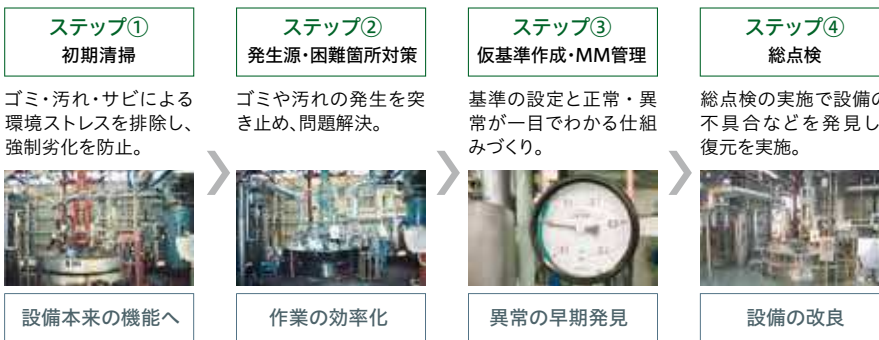 ステップ①
初期清掃
ゴミ・汚れ・サビによる
環境ストレスを排除し、
強制劣化を防止。
設備本来の機能へ
ステップ②
発生源・困難箇所対策
ゴミや汚れの発生を突
き止め、問題解決。
作業の効率化
ステップ③
仮基準作成・MM管理
基準の設定と正常・異
常が一目でわかる仕組
みづくり。
異常の早期発見
ステップ④
総点検
総点検の実施で設備の
不具合などを発見し
復元を実施。
設備の改良